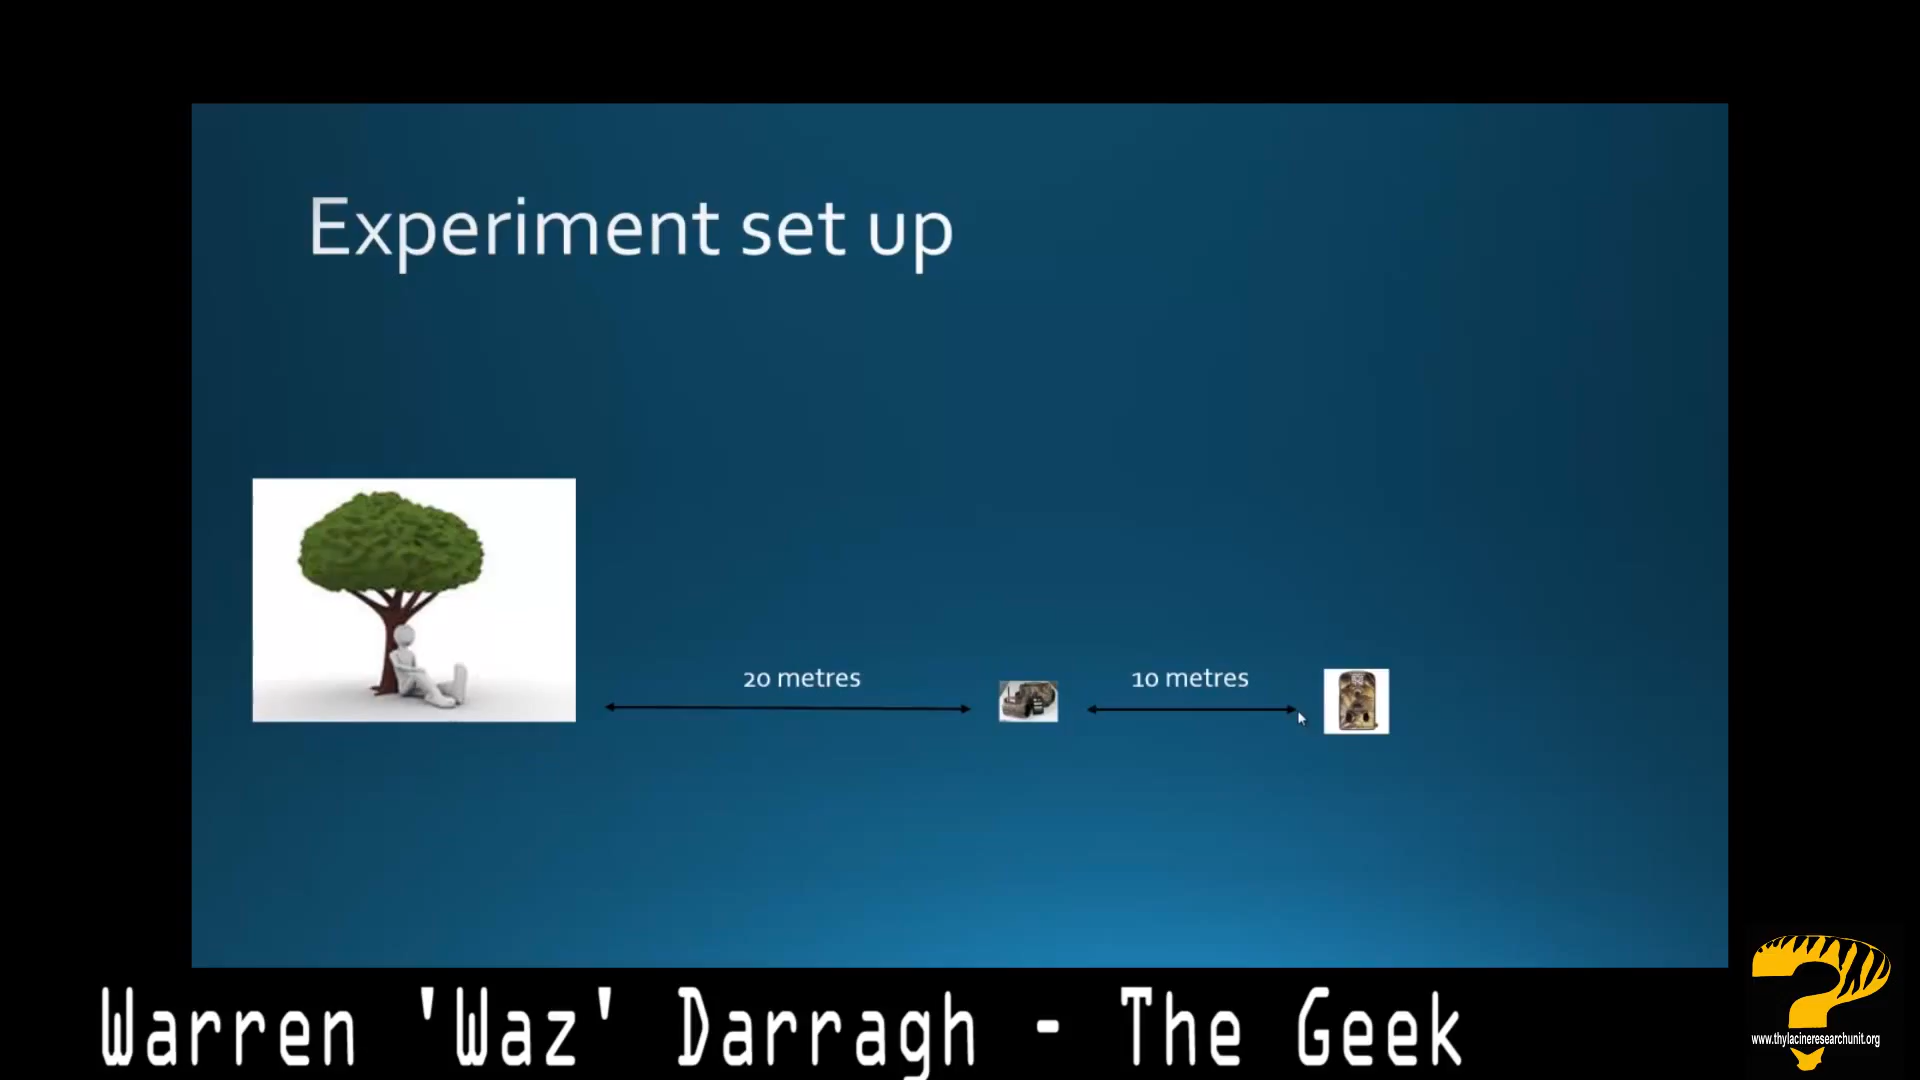 Experiment set up
20 metres
10 metres
Warren 'Waz' Darragh - The Geek
www.thylacineresearchunit.org